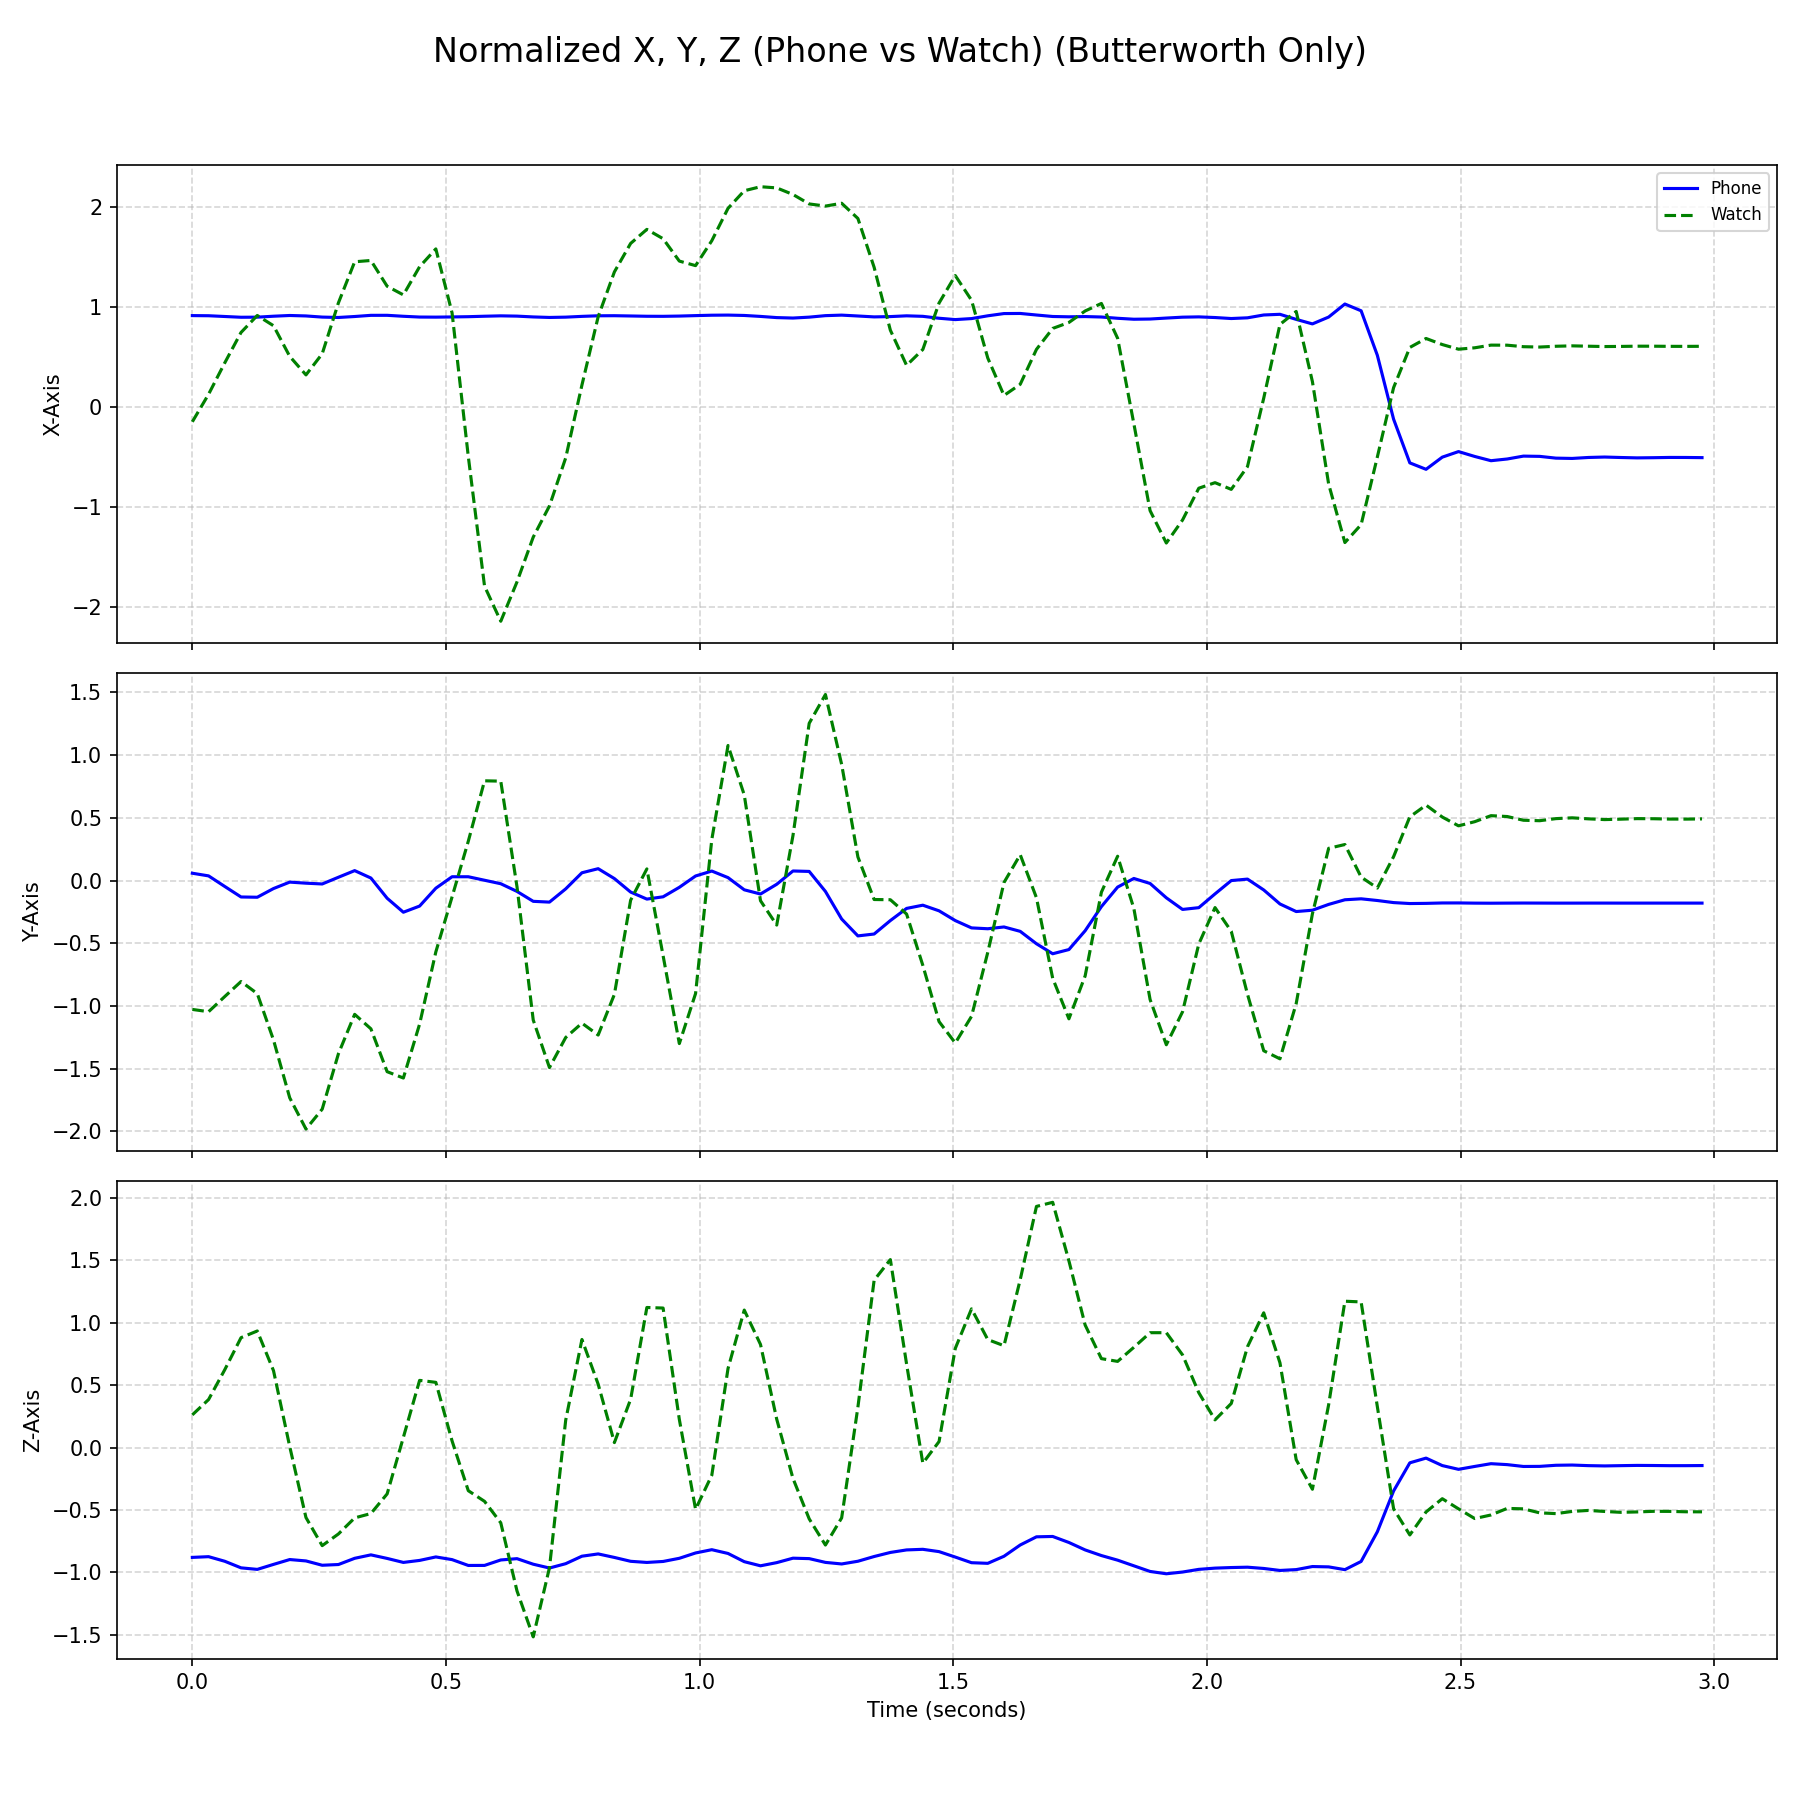 Normalized X, Y, Z (Phone vs Watch) (Butterworth Only)
Phone
Watch
2
1
0
−1
−2
X-Axis
1.5
1.0
0.5
0.0
−0.5
−1.0
−1.5
−2.0
Y-Axis
2.0
1.5
1.0
0.5
0.0
−0.5
−1.0
−1.5
Z-Axis
0.0 0.5 1.0 1.5 2.0 2.5 3.0
Time (seconds)